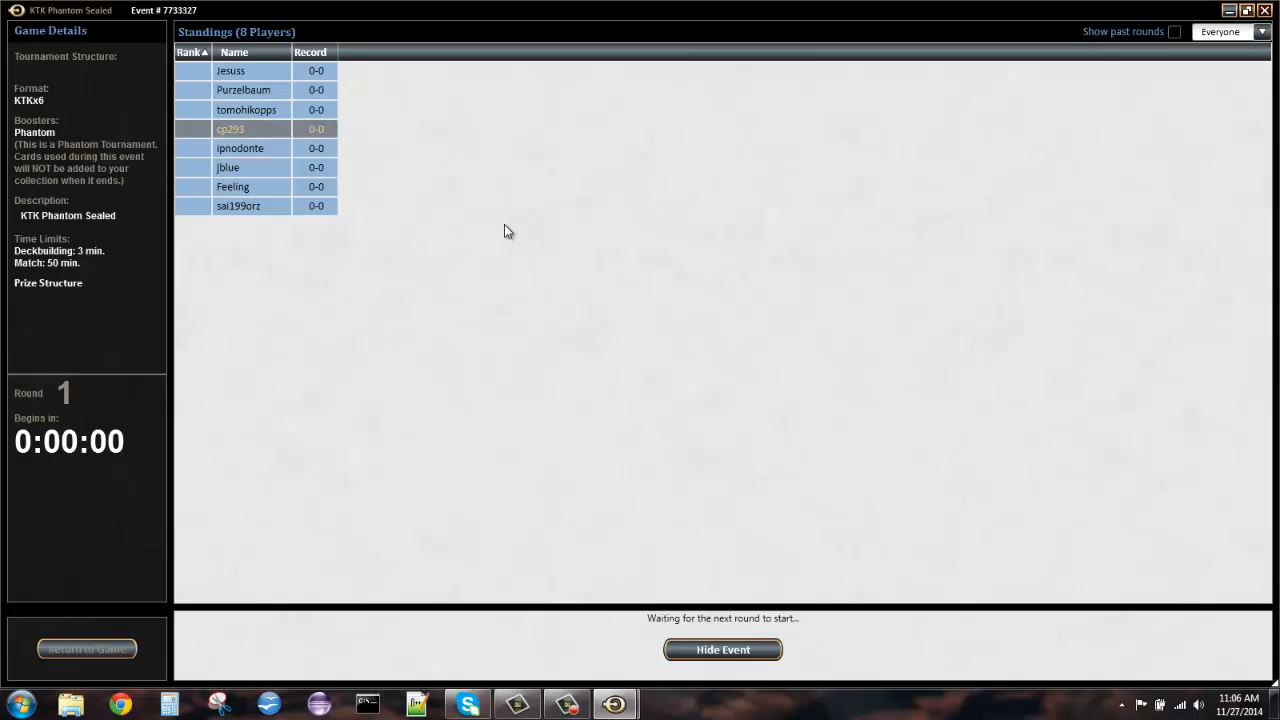 KTK Phantom Sealed Event # 7733327
Game Details
Tournament Structure:
Format:
KTKx6
Boosters:
Phantom
(This is a Phantom Tournament.
Cards used during this event
will NOT be added to your
collection when it ends.)
Description:
KTK Phantom Sealed
Time Limits:
Deckbuilding: 3 min.
Match: 50 min.
Prize Structure
Round 1
Begins in:
0:00:00
Return to Game
Standings (8 Players)
Show past rounds Everyone
Rank Name Record
Jesuss 0-0
Purzelbaum 0-0
tomohikopps 0-0
cp293 0-0
ipnodonte 0-0
jblue 0-0
Feeling 0-0
sai199orz 0-0
Waiting for the next round to start...
Hide Event
11:06 AM
11/27/2014